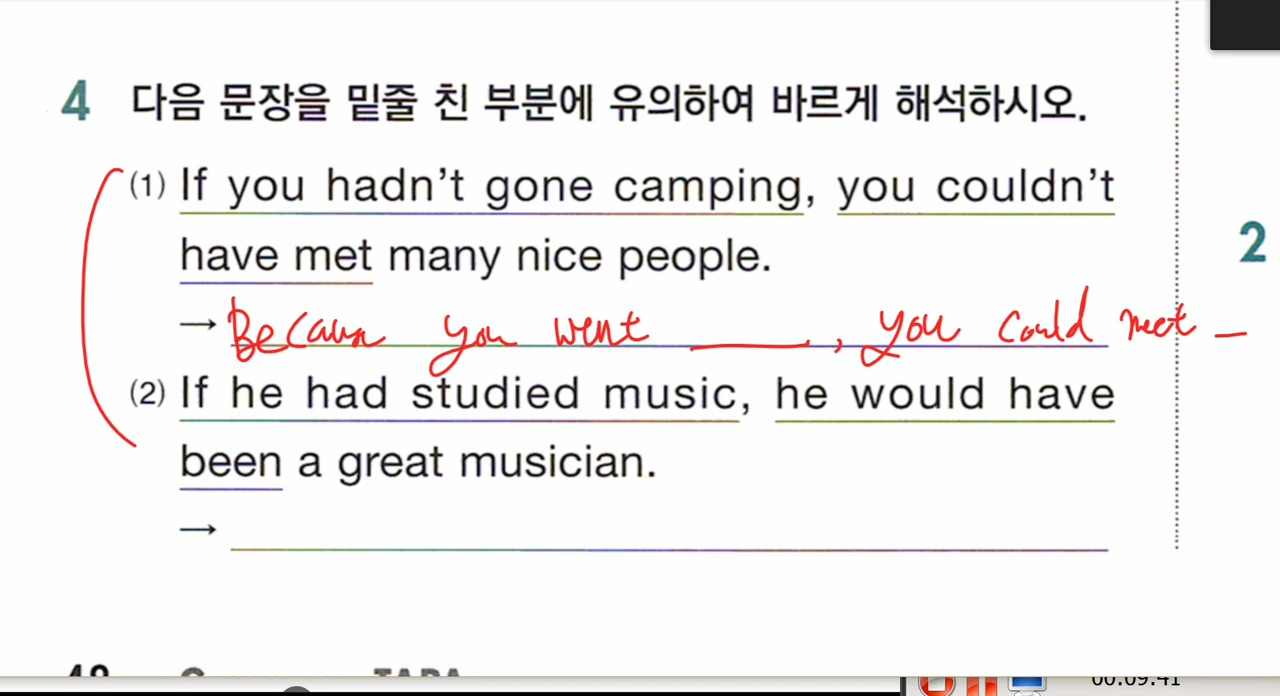 4 다음 문장을 밑줄 친 부분에 유의하여 바르게 해석하시오.
(1) If you hadn't gone camping, you couldn't
have met many nice people.
2
→ Because you went ____, you could meet –
(2) If he had studied music, he would have
been a great musician.
→
00:09:41